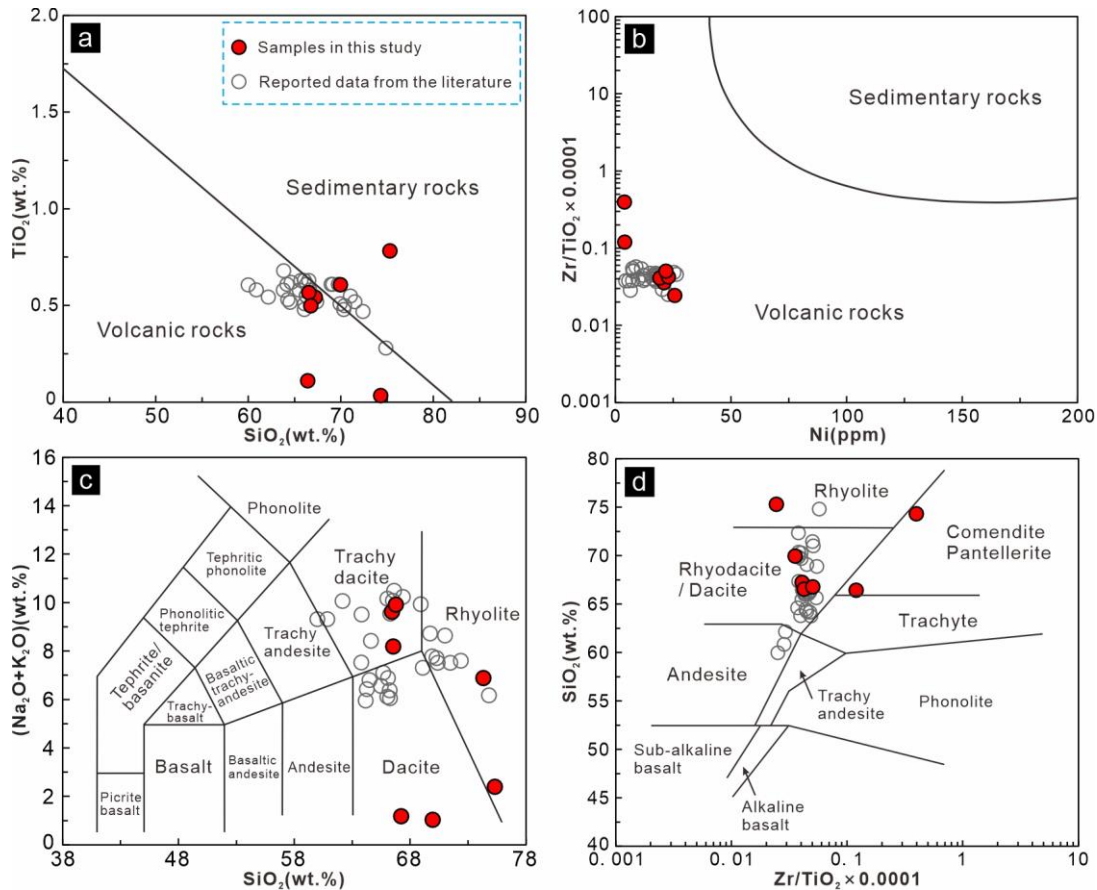 a
2.0
1.5
1.0
0.5
0
TiO₂(wt.%)
Samples in this study
Reported data from the literature
Sedimentary rocks
Volcanic rocks
40
50
60
70
80
90
SiO₂(wt.%)
b
100
10
1
0.1
0.01
0.001
Zr/TiO₂×0.0001
Sedimentary rocks
Volcanic rocks
0
50
100
150
200
Ni(ppm)
c
16
14
12
10
8
6
4
2
0
(Na₂O+K₂O)(wt.%)
Phonolite
Tephritic
phonolite
Trachy
dacite
Phonolitic
tephrite
Rhyolite
Trachy
andesite
Tephrite/
basanite
Basaltic
trachy-
andesite
Trachy-
basalt
Basalt
Basaltic
andesite
Andesite
Dacite
Picrite
basalt
38
48
58
68
78
SiO₂(wt.%)
d
80
75
70
65
60
55
50
45
40
SiO₂(wt.%)
Rhyolite
Comendite
Pantellerite
Rhyodacite
/ Dacite
Trachyte
Andesite
Trachy
andesite
Phonolite
Sub-alkaline
basalt
Alkaline
basalt
0.001
0.01
0.1
1
10
Zr/TiO₂×0.0001